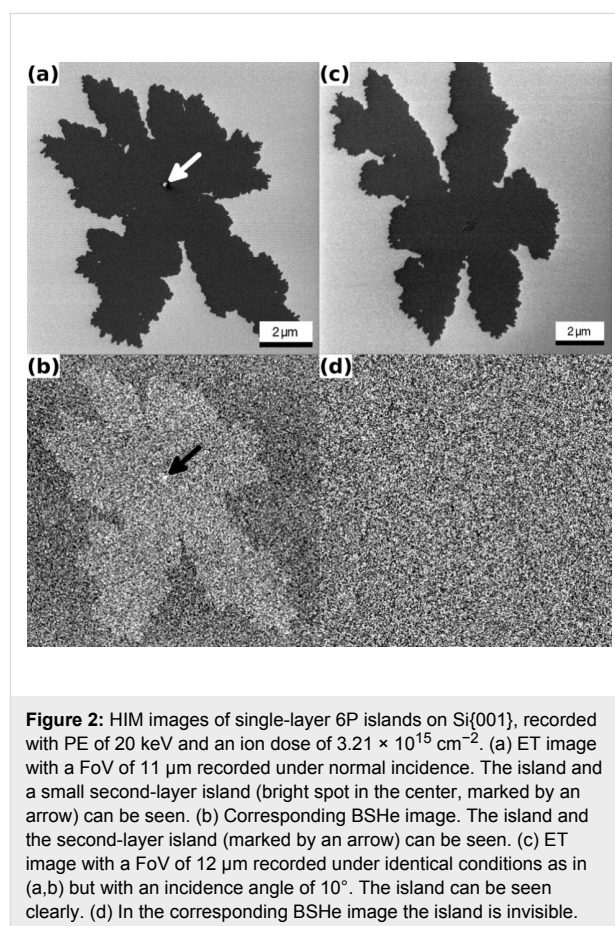 (a)
(c)
2 µm
2 µm
(b)
(d)
Figure 2: HIM images of single-layer 6P islands on Si{001}, recorded
with PE of 20 keV and an ion dose of 3.21 × 10¹⁵ cm⁻². (a) ET image
with a FoV of 11 µm recorded under normal incidence. The island and
a small second-layer island (bright spot in the center, marked by an
arrow) can be seen. (b) Corresponding BSHe image. The island and
the second-layer island (marked by an arrow) can be seen. (c) ET
image with a FoV of 12 µm recorded under identical conditions as in
(a,b) but with an incidence angle of 10°. The island can be seen
clearly. (d) In the corresponding BSHe image the island is invisible.